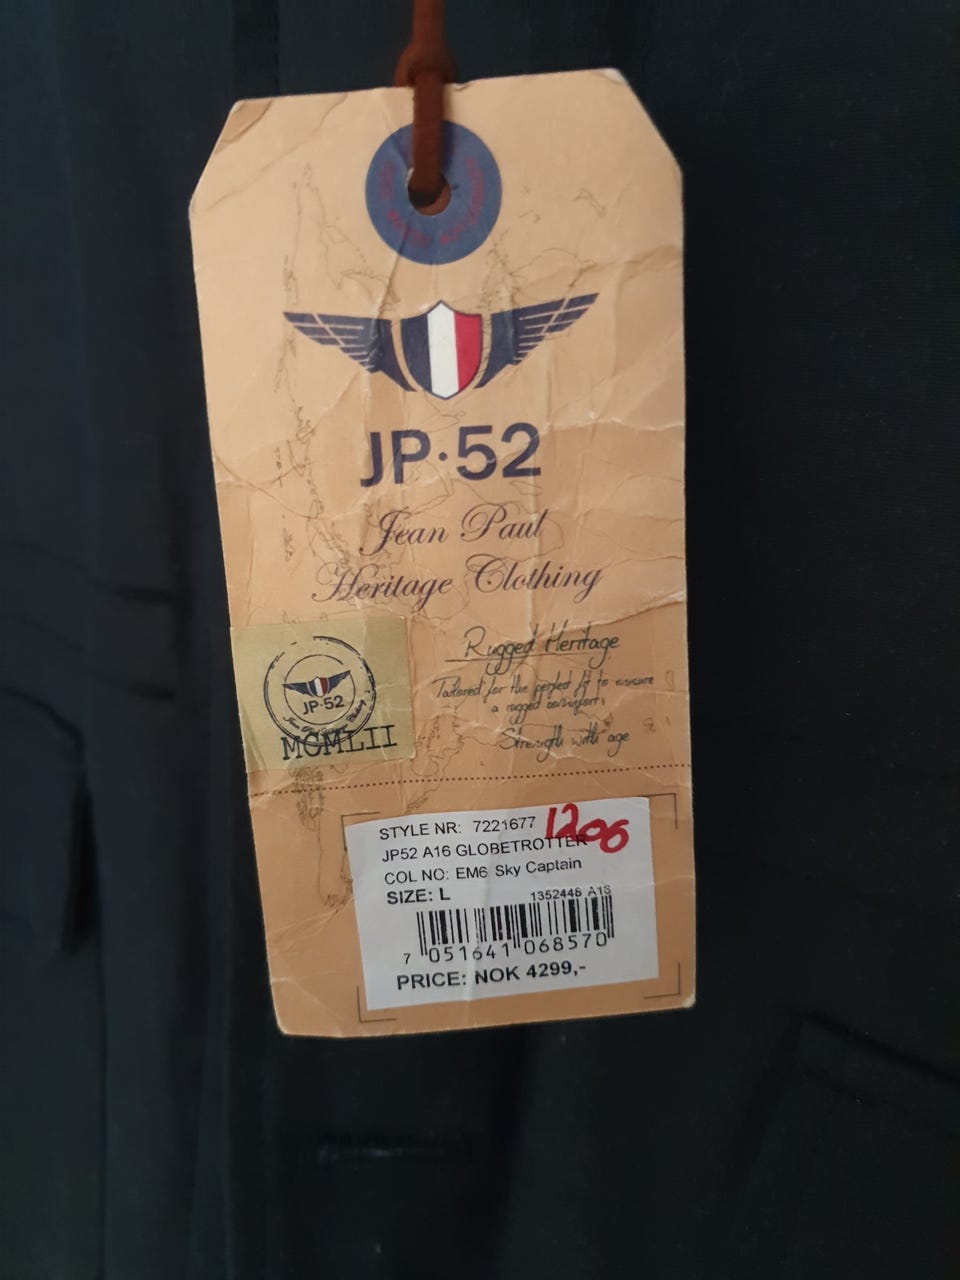 JP·52
Jean Paul
Heritage Clothing
Rugged Heritage
Tailored for the perfect fit to ensure
a rugged comfort.
Strength with age
JP·52
MCMLII
STYLE NR: 7221677
1206
JP52 A16 GLOBETROTTER
COL NO: EM6 Sky Captain
SIZE: L
1352448 A16
7 051641 068570
PRICE: NOK 4299,-